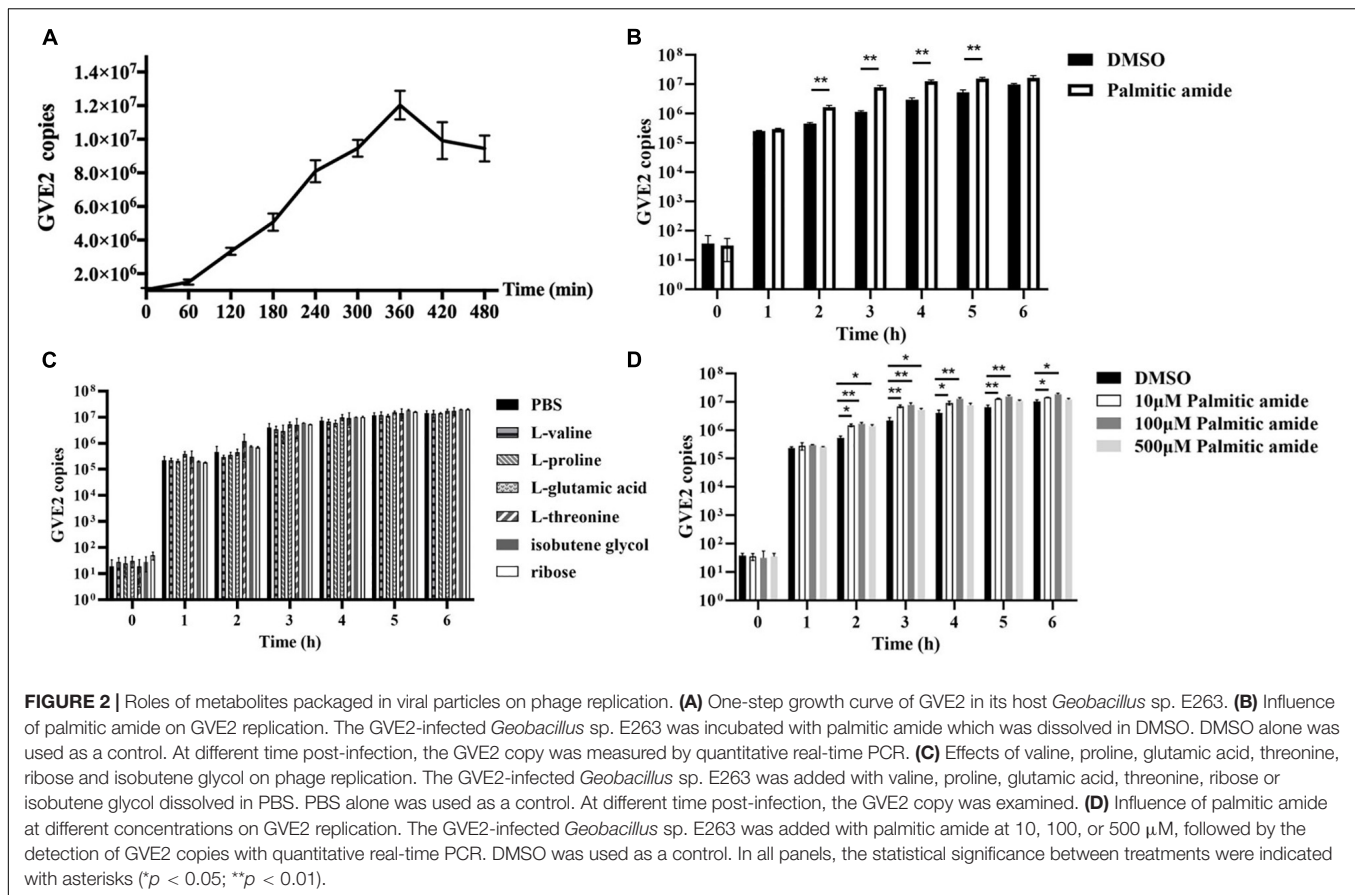 A
1.4×10⁷
1.2×10⁷
1.0×10⁷
8.0×10⁶
6.0×10⁶
4.0×10⁶
2.0×10⁶
GVE2 copies
0 60 120 180 240 300 360 420 480
Time (min)
B
10⁸
10⁷
10⁶
10⁵
10⁴
10³
10²
10¹
10⁰
GVE2 copies
** ** ** **
0 1 2 3 4 5 6
Time (h)
DMSO
Palmitic amide
C
10⁸
10⁷
10⁶
10⁵
10⁴
10³
10²
10¹
10⁰
GVE2 copies
0 1 2 3 4 5 6
Time (h)
PBS
L-valine
L-proline
L-glutamic acid
L-threonine
isobutene glycol
ribose
D
10⁸
10⁷
10⁶
10⁵
10⁴
10³
10²
10¹
10⁰
GVE2 copies
* ** *
* ** **
** * ** ** *
* **
0 1 2 3 4 5 6
Time (h)
DMSO
10μM Palmitic amide
100μM Palmitic amide
500μM Palmitic amide
FIGURE 2 | Roles of metabolites packaged in viral particles on phage replication. (A) One-step growth curve of GVE2 in its host Geobacillus sp. E263. (B) Influence
of palmitic amide on GVE2 replication. The GVE2-infected Geobacillus sp. E263 was incubated with palmitic amide which was dissolved in DMSO. DMSO alone was
used as a control. At different time post-infection, the GVE2 copy was measured by quantitative real-time PCR. (C) Effects of valine, proline, glutamic acid, threonine,
ribose and isobutene glycol on phage replication. The GVE2-infected Geobacillus sp. E263 was added with valine, proline, glutamic acid, threonine, ribose or
isobutene glycol dissolved in PBS. PBS alone was used as a control. At different time post-infection, the GVE2 copy was examined. (D) Influence of palmitic amide
at different concentrations on GVE2 replication. The GVE2-infected Geobacillus sp. E263 was added with palmitic amide at 10, 100, or 500 μM, followed by the
detection of GVE2 copies with quantitative real-time PCR. DMSO was used as a control. In all panels, the statistical significance between treatments were indicated
with asterisks (*p < 0.05; **p < 0.01).